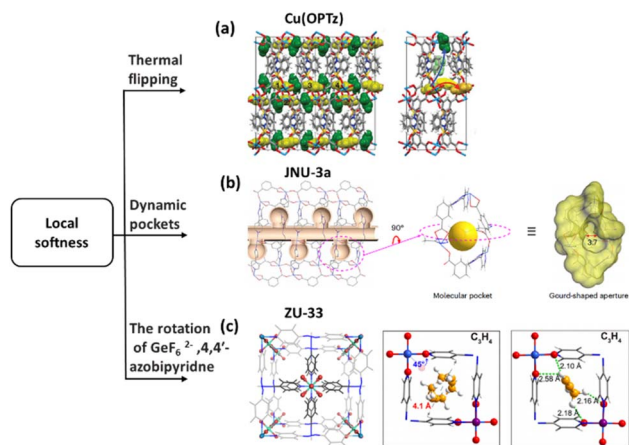 (a)
Cu(OPTz)
Thermal
flipping
JNU-3a
(b)
Local
softness
Dynamic
pockets
90°
≡
3.7
Molecular pocket
Gourd-shaped aperture
ZU-33
(c)
The rotation
of GeF₆ ²⁻ ,4,4'-
azobipyridne
C₃H₄
45°
4.1 Å
C₃H₄
2.10 Å
2.58 Å
2.16 Å
2.18 Å